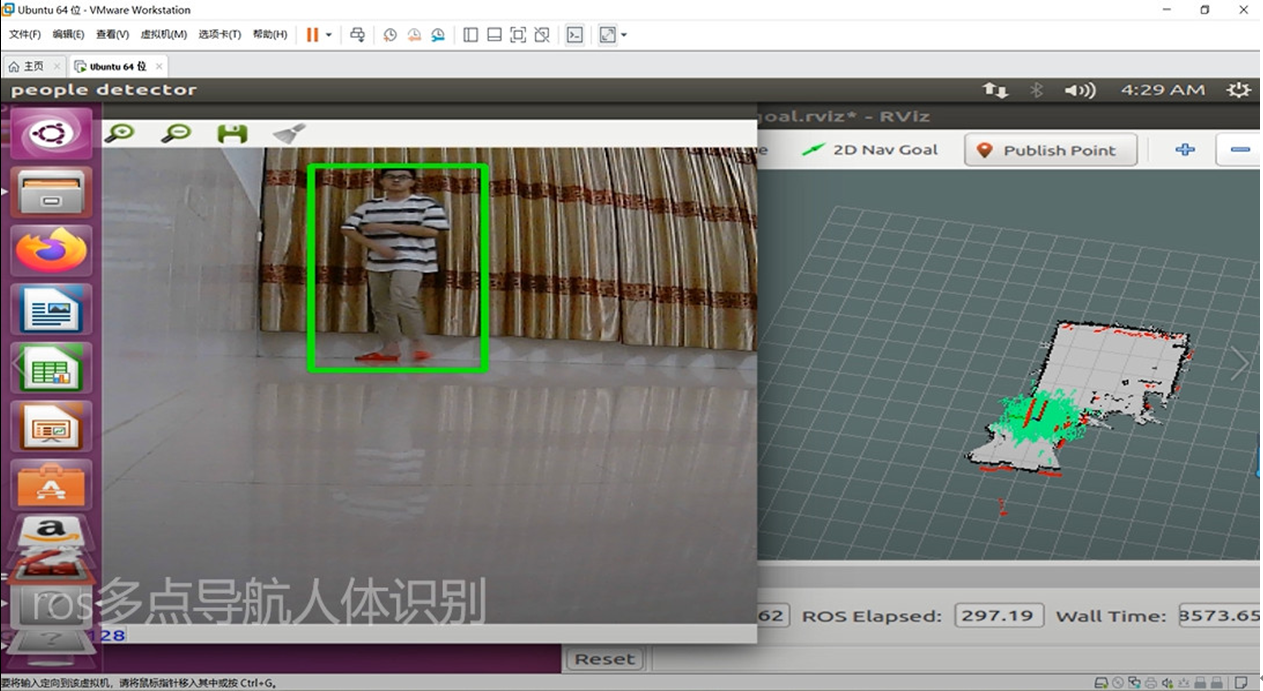 Ubuntu 64 位 - VMware Workstation
文件(F) 编辑(E) 查看(V) 虚拟机(M) 选项卡(T) 帮助(H)
主页 Ubuntu 64 位
people detector 4:29 AM
goal.rviz* - RViz
2D Nav Goal Publish Point
ros多点导航人体识别
62 ROS Elapsed: 297.19 Wall Time: 3573.65
128
Reset
要将输入定向到该虚拟机，请将鼠标指针移入其中或按 Ctrl+G。